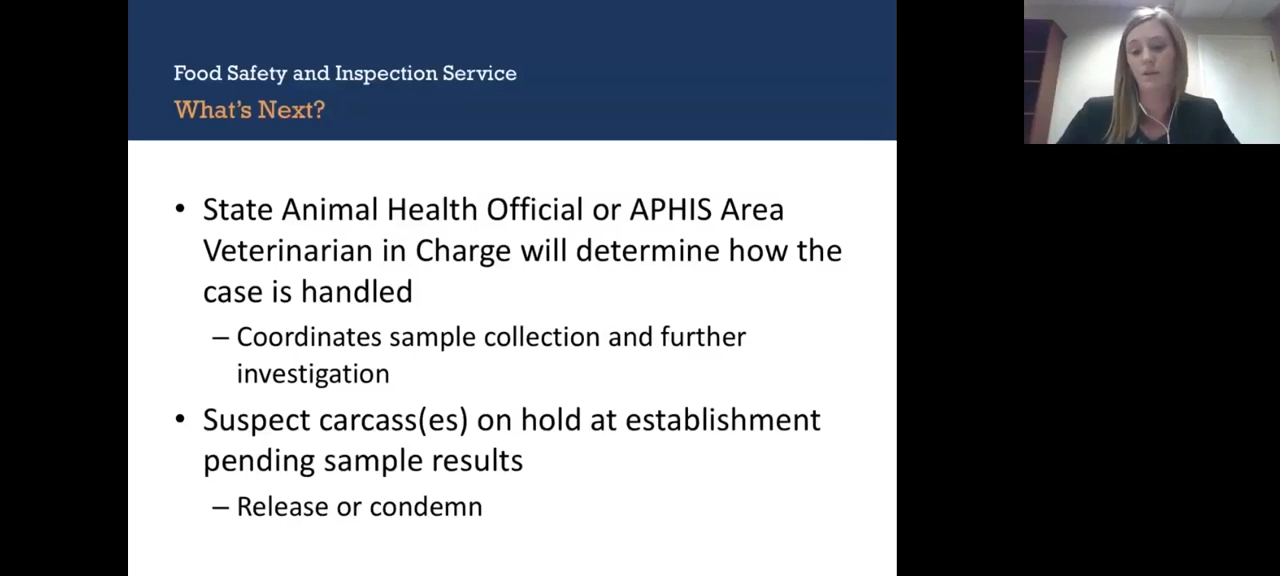 Food Safety and Inspection Service
What's Next?
• State Animal Health Official or APHIS Area
Veterinarian in Charge will determine how the
case is handled
– Coordinates sample collection and further
investigation
• Suspect carcass(es) on hold at establishment
pending sample results
– Release or condemn